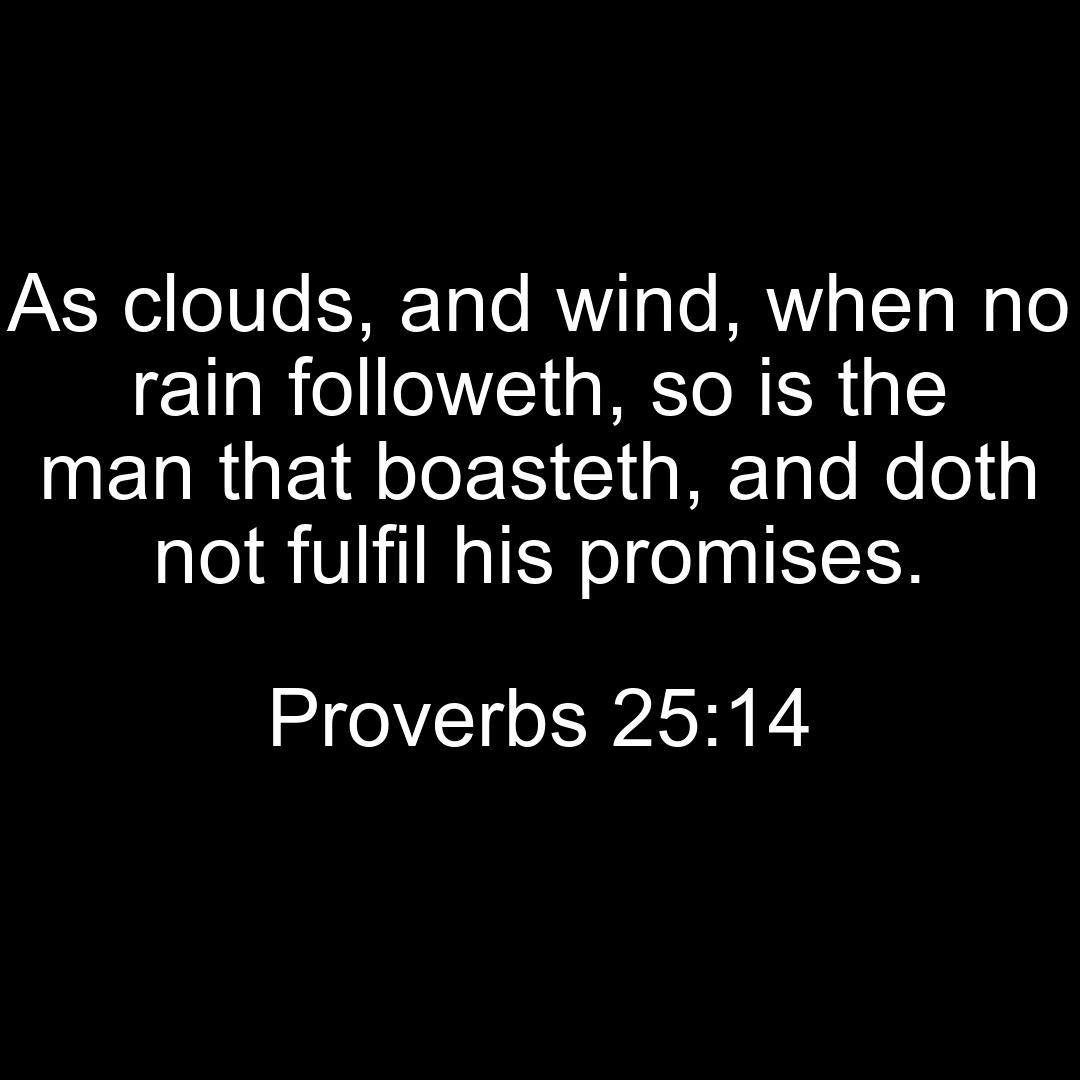 As clouds, and wind, when no
rain followeth, so is the
man that boasteth, and doth
not fulfil his promises.
Proverbs 25:14